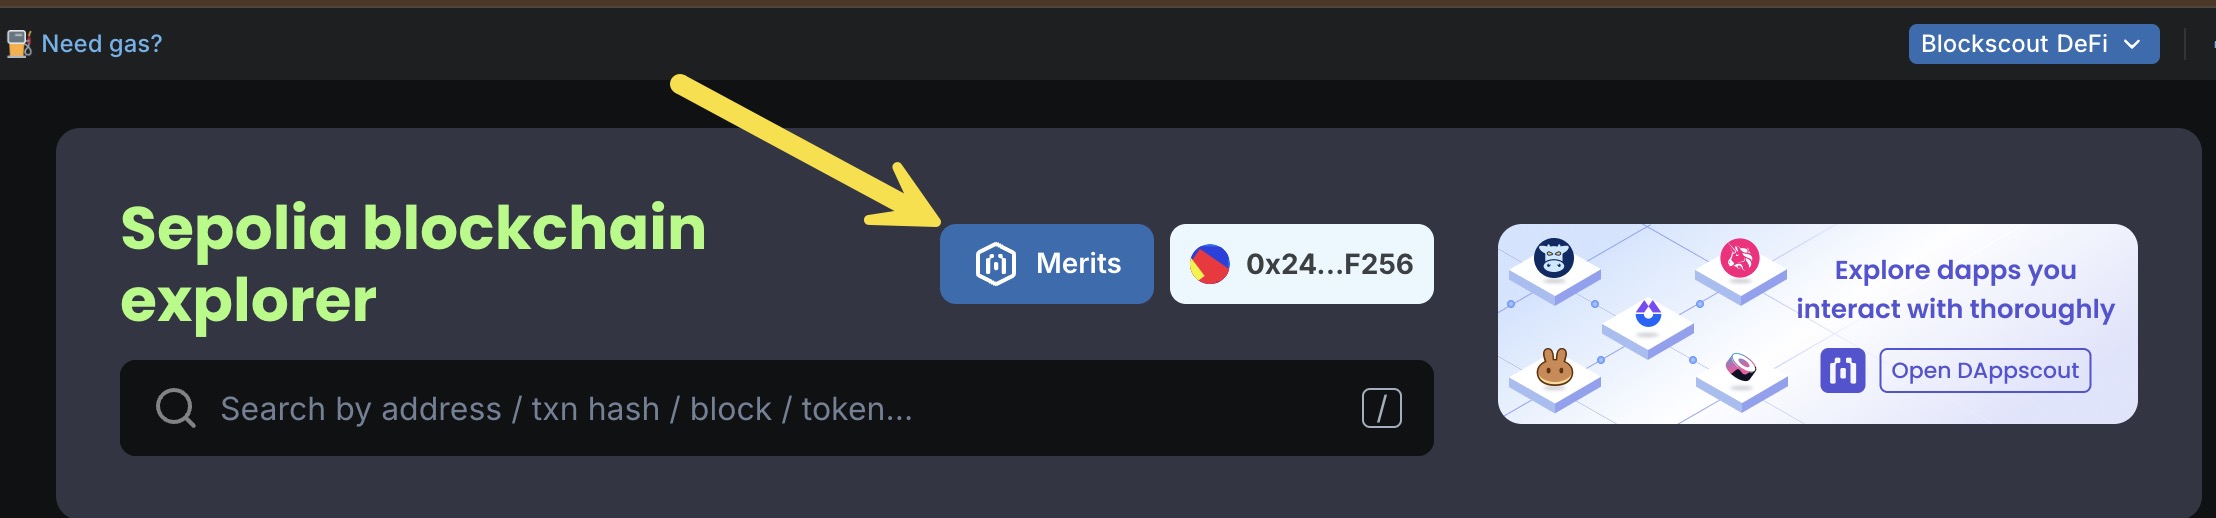 Need gas?
Blockscout DeFi
Sepolia blockchain
explorer
Merits
0x24...F256
Search by address / txn hash / block / token...
/
Explore dapps you
interact with thoroughly
Open DAppscout